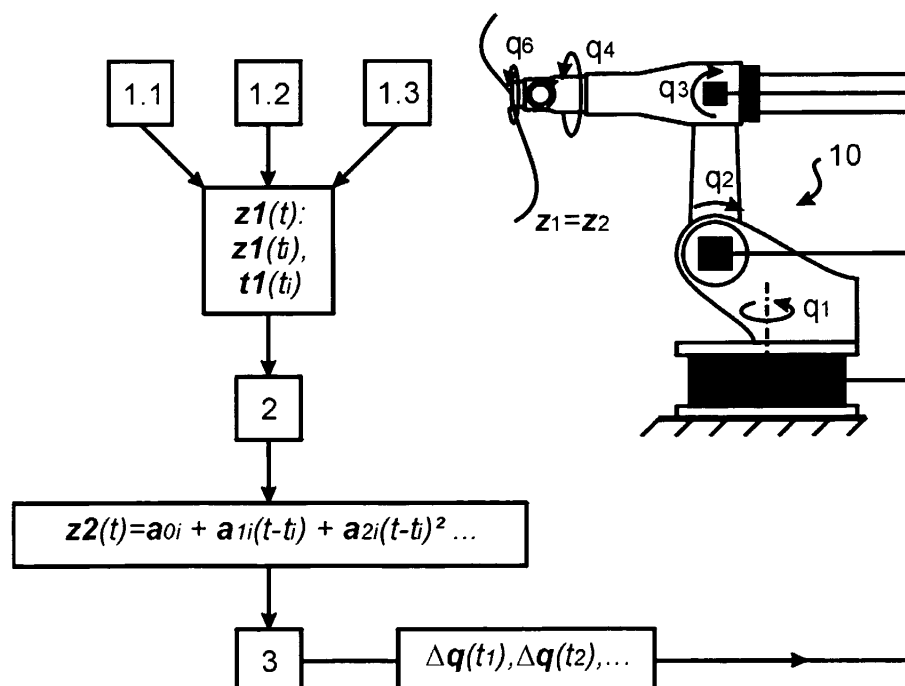 1.1
1.2
1.3
z1(t):
z1(ti),
t1(ti)
2
z2(t)=a0i + a1i(t-ti) + a2i(t-ti)² ...
3
Δq(t1),Δq(t2),...
q6
q4
q3
q2
10
z1=z2
q1